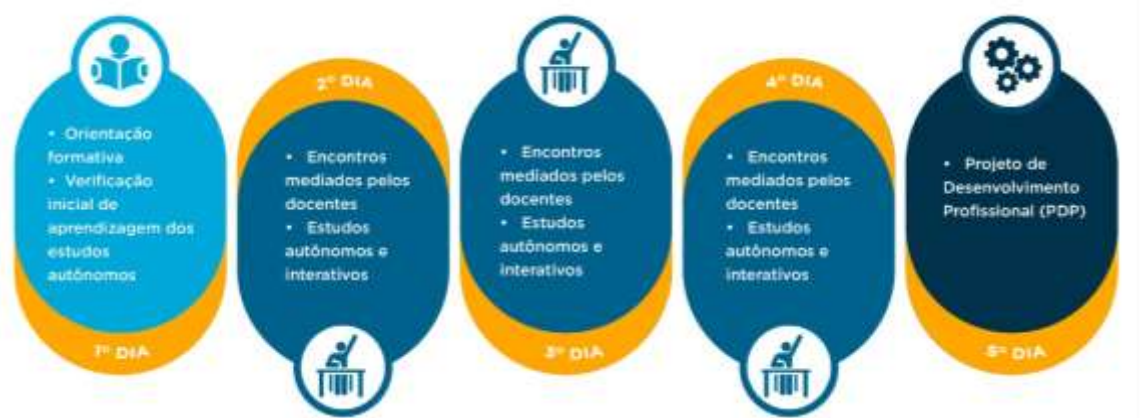 • Orientação
formativa
• Verificação
inicial de
aprendizagem dos
estudos
autônomos
1º DIA
2º DIA
• Encontros
mediados pelos
docentes
• Estudos
autônomos e
interativos
• Encontros
mediados pelos
docentes
• Estudos
autônomos e
interativos
3º DIA
4º DIA
• Encontros
mediados pelos
docentes
• Estudos
autônomos e
interativos
• Projeto de
Desenvolvimento
Profissional (PDP)
5º DIA